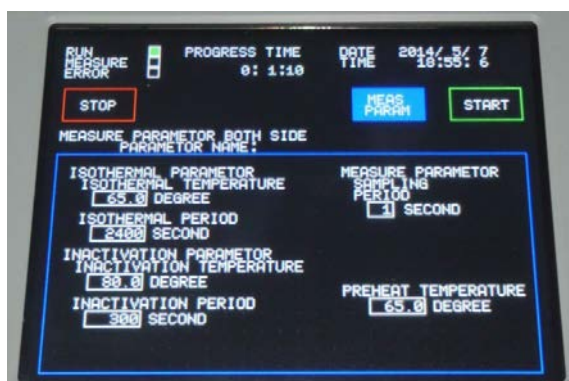 RUN
MEASURE
ERROR
PROGRESS TIME
0: 1:10
DATE 2014/ 5/ 7
TIME 18:55: 6
STOP
MEAS
PARAM
START
MEASURE PARAMETOR BOTH SIDE
PARAMETOR NAME:
ISOTHERMAL PARAMETOR
ISOTHERMAL TEMPERATURE
65.0 DEGREE
ISOTHERMAL PERIOD
2400 SECOND
INACTIVATION PARAMETOR
INACTIVATION TEMPERATURE
80.0 DEGREE
INACTIVATION PERIOD
300 SECOND
MEASURE PARAMETOR
SAMPLING
PERIOD
1 SECOND
PREHEAT TEMPERATURE
65.0 DEGREE